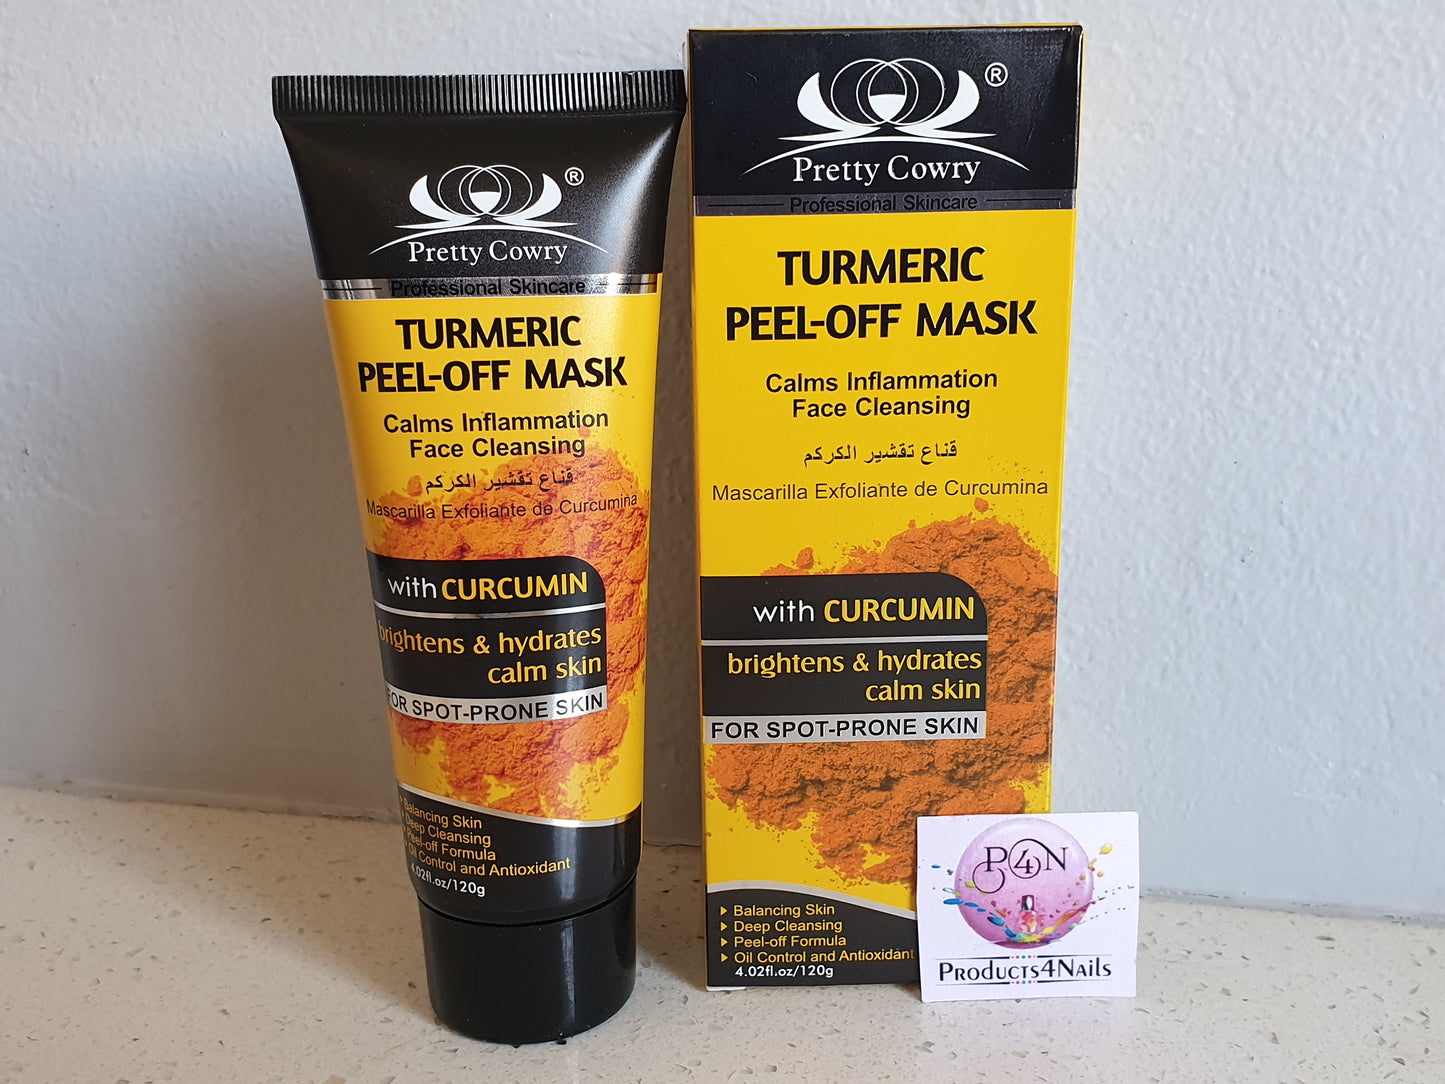 ®
Pretty Cowry
Professional Skincare
TURMERIC
PEEL-OFF MASK
Calms Inflammation
Face Cleansing
قناع تقشير الكركم
Mascarilla Exfoliante de Curcumina
with CURCUMIN
brightens & hydrates
calm skin
FOR SPOT-PRONE SKIN
Balancing Skin
Deep Cleansing
Peel-off Formula
Oil Control and Antioxidant
4.02fl.oz/120g
®
Pretty Cowry
Professional Skincare
TURMERIC
PEEL-OFF MASK
Calms Inflammation
Face Cleansing
قناع تقشير الكركم
Mascarilla Exfoliante de Curcumina
with CURCUMIN
brightens & hydrates
calm skin
FOR SPOT-PRONE SKIN
Balancing Skin
Deep Cleansing
Peel-off Formula
Oil Control and Antioxidant
4.02fl.oz/120g
P4N
Products4Nails